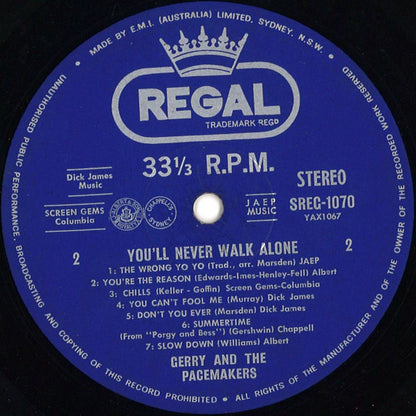 MADE BY E.M.I. (AUSTRALIA) LIMITED, SYDNEY, N.S.W.
REGAL
TRADEMARK REGD
33⅓ R.P.M.
Dick James
Music
STEREO
SCREEN GEMS
Columbia
CHAPPELL'S
SYDNEY
JAEP
MUSIC
SREG-1070
YAX1067
2
YOU'LL NEVER WALK ALONE
2
1: THE WRONG YO YO (Trad., arr. Marsden) JAEP
2: YOU'RE THE REASON (Edwards-Imes-Henley-Fell) Albert
3: CHILLS (Keller - Goffin) Screen Gems-Columbia
4: YOU CAN'T FOOL ME (Murray) Dick James
5: DON'T YOU EVER (Marsden) Dick James
6: SUMMERTIME
(From "Porgy and Bess") (Gershwin) Chappell
7: SLOW DOWN (Williams) Albert
GERRY AND THE
PACEMAKERS
UNAUTHORISED PUBLIC PERFORMANCE, BROADCASTING AND COPYING OF THIS RECORD PROHIBITED • ALL RIGHTS OF THE MANUFACTURER AND OF THE OWNER OF THE